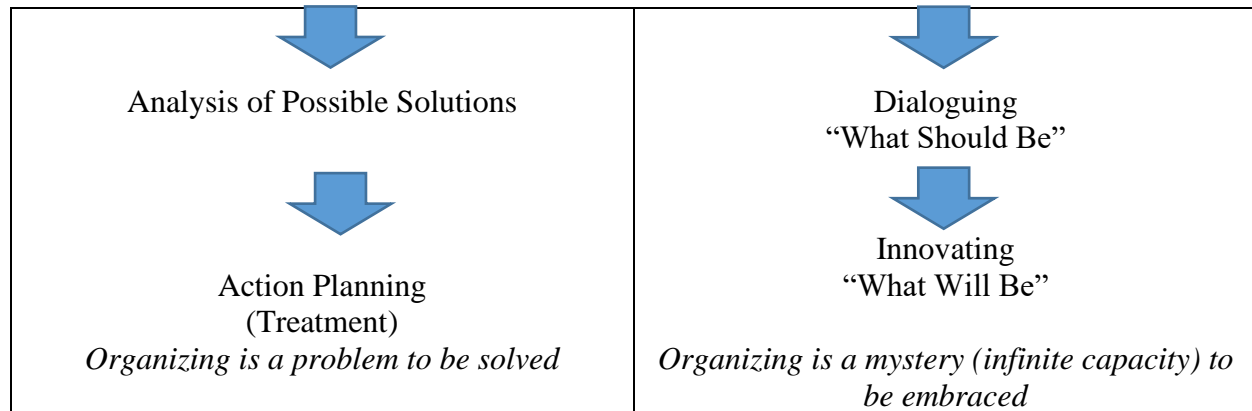 Analysis of Possible Solutions
Action Planning
(Treatment)
Organizing is a problem to be solved
Dialoguing
“What Should Be”
Innovating
“What Will Be”
Organizing is a mystery (infinite capacity) to
be embraced